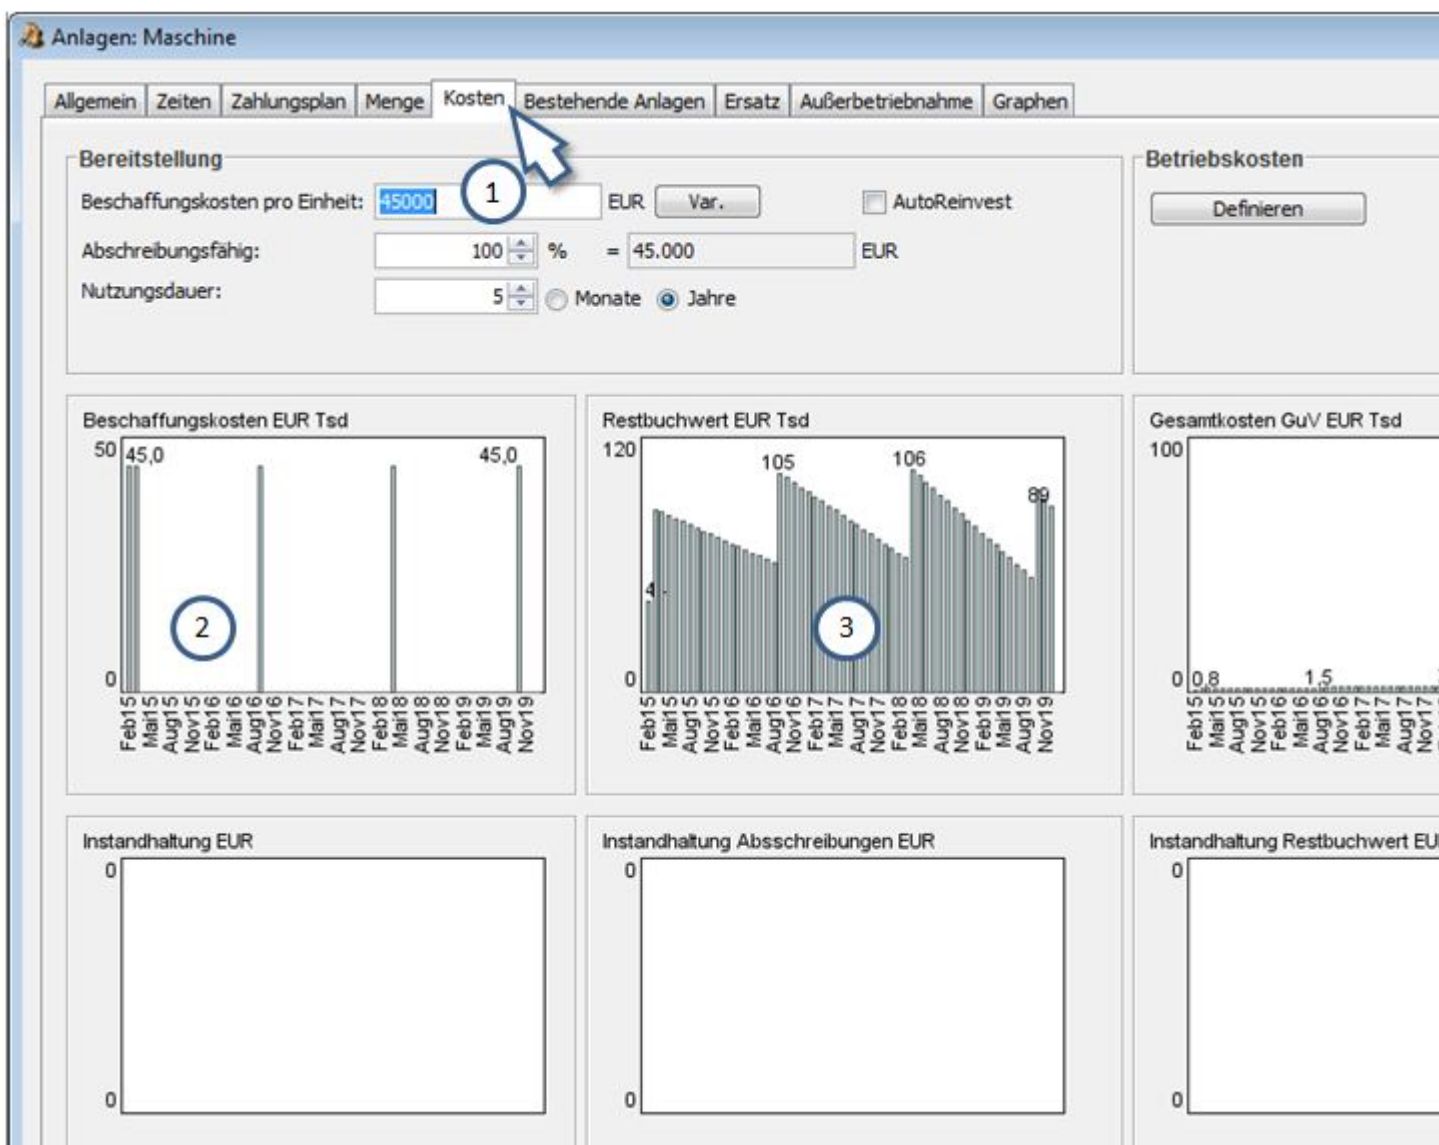 Anlagen: Maschine
Allgemein Zeiten Zahlungsplan Menge Kosten Bestehende Anlagen Ersatz Außerbetriebnahme Graphen
Bereitstellung
Beschaffungskosten pro Einheit: 45000 1 EUR Var. AutoReinvest
Abschreibungsfähig: 100 % = 45.000 EUR
Nutzungsdauer: 5 Monate Jahre
Betriebskosten
Definieren
Beschaffungskosten EUR Tsd
50
45,0 45,0
2
0
Feb15 Mai15 Aug15 Nov15 Feb16 Mai16 Aug16 Nov16 Feb17 Mai17 Aug17 Nov17 Feb18 Mai18 Aug18 Nov18 Feb19 Mai19 Aug19 Nov19
Restbuchwert EUR Tsd
120
105 106 89
3
0
Feb15 Mai15 Aug15 Nov15 Feb16 Mai16 Aug16 Nov16 Feb17 Mai17 Aug17 Nov17 Feb18 Mai18 Aug18 Nov18 Feb19 Mai19 Aug19 Nov19
Gesamtkosten GuV EUR Tsd
100
0 0,8 1,5
Feb15 Mai15 Aug15 Nov15 Feb16 Mai16 Aug16 Nov16 Feb17 Mai17 Aug17 Nov17
Instandhaltung EUR
0
0
Instandhaltung Absschreibungen EUR
0
0
Instandhaltung Restbuchwert EU
0
0